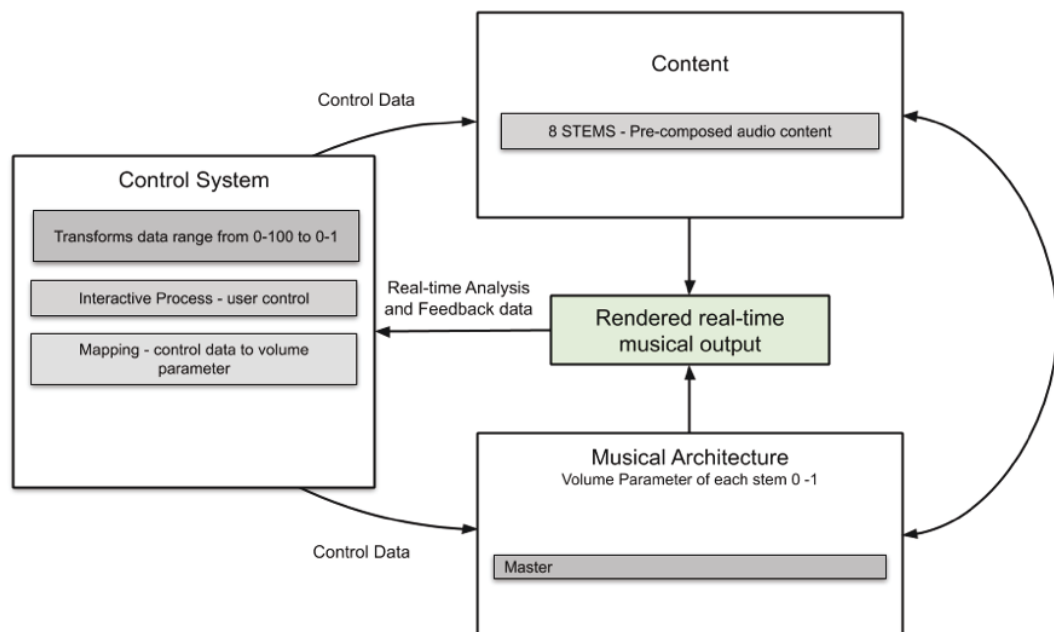 Content
Control Data
8 STEMS - Pre-composed audio content
Control System
Transforms data range from 0-100 to 0-1
Interactive Process - user control
Mapping - control data to volume
parameter
Real-time Analysis
and Feedback data
Rendered real-time
musical output
Musical Architecture
Volume Parameter of each stem 0 -1
Control Data
Master